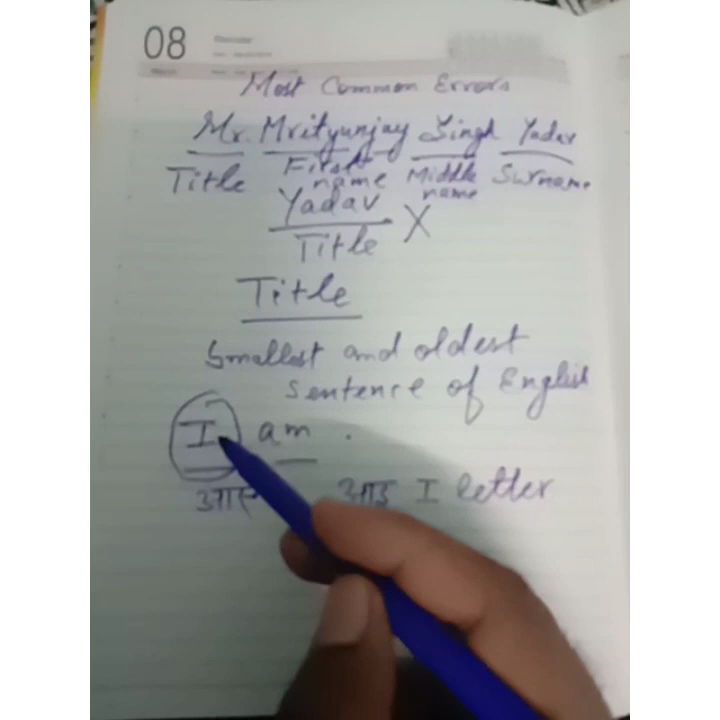 08
Most Common Errors
Mr. Mrityunjay Singh Yadav
Title First name Middle name Surname
Yadav X
Title
Title
Smallest and oldest
sentence of English
I am .
आइ I letter